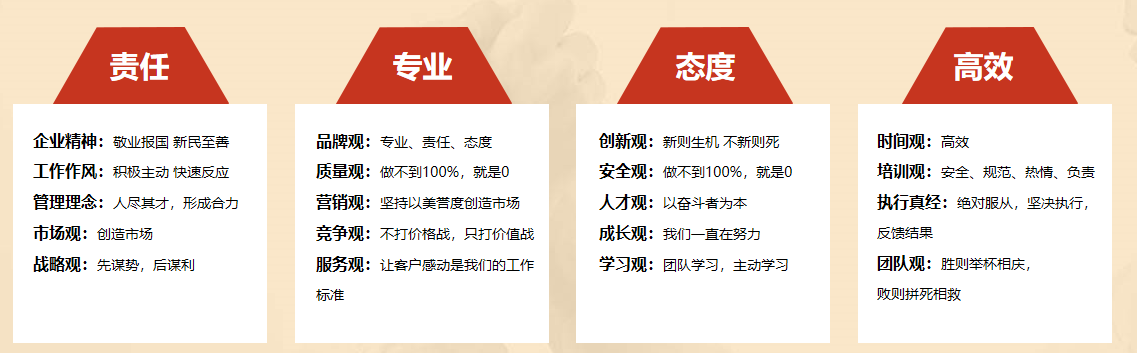 责任
企业精神：敬业报国 新民至善
工作作风：积极主动 快速反应
管理理念：人尽其才，形成合力
市场观：创造市场
战略观：先谋势，后谋利
专业
品牌观：专业、责任、态度
质量观：做不到100%，就是0
营销观：坚持以美誉度创造市场
竞争观：不打价格战，只打价值战
服务观：让客户感动是我们的工作
标准
态度
创新观：新则生机 不新则死
安全观：做不到100%，就是0
人才观：以奋斗者为本
成长观：我们一直在努力
学习观：团队学习，主动学习
高效
时间观：高效
培训观：安全、规范、热情、负责
执行真经：绝对服从，坚决执行，
反馈结果
团队观：胜则举杯相庆，
败则拼死相救